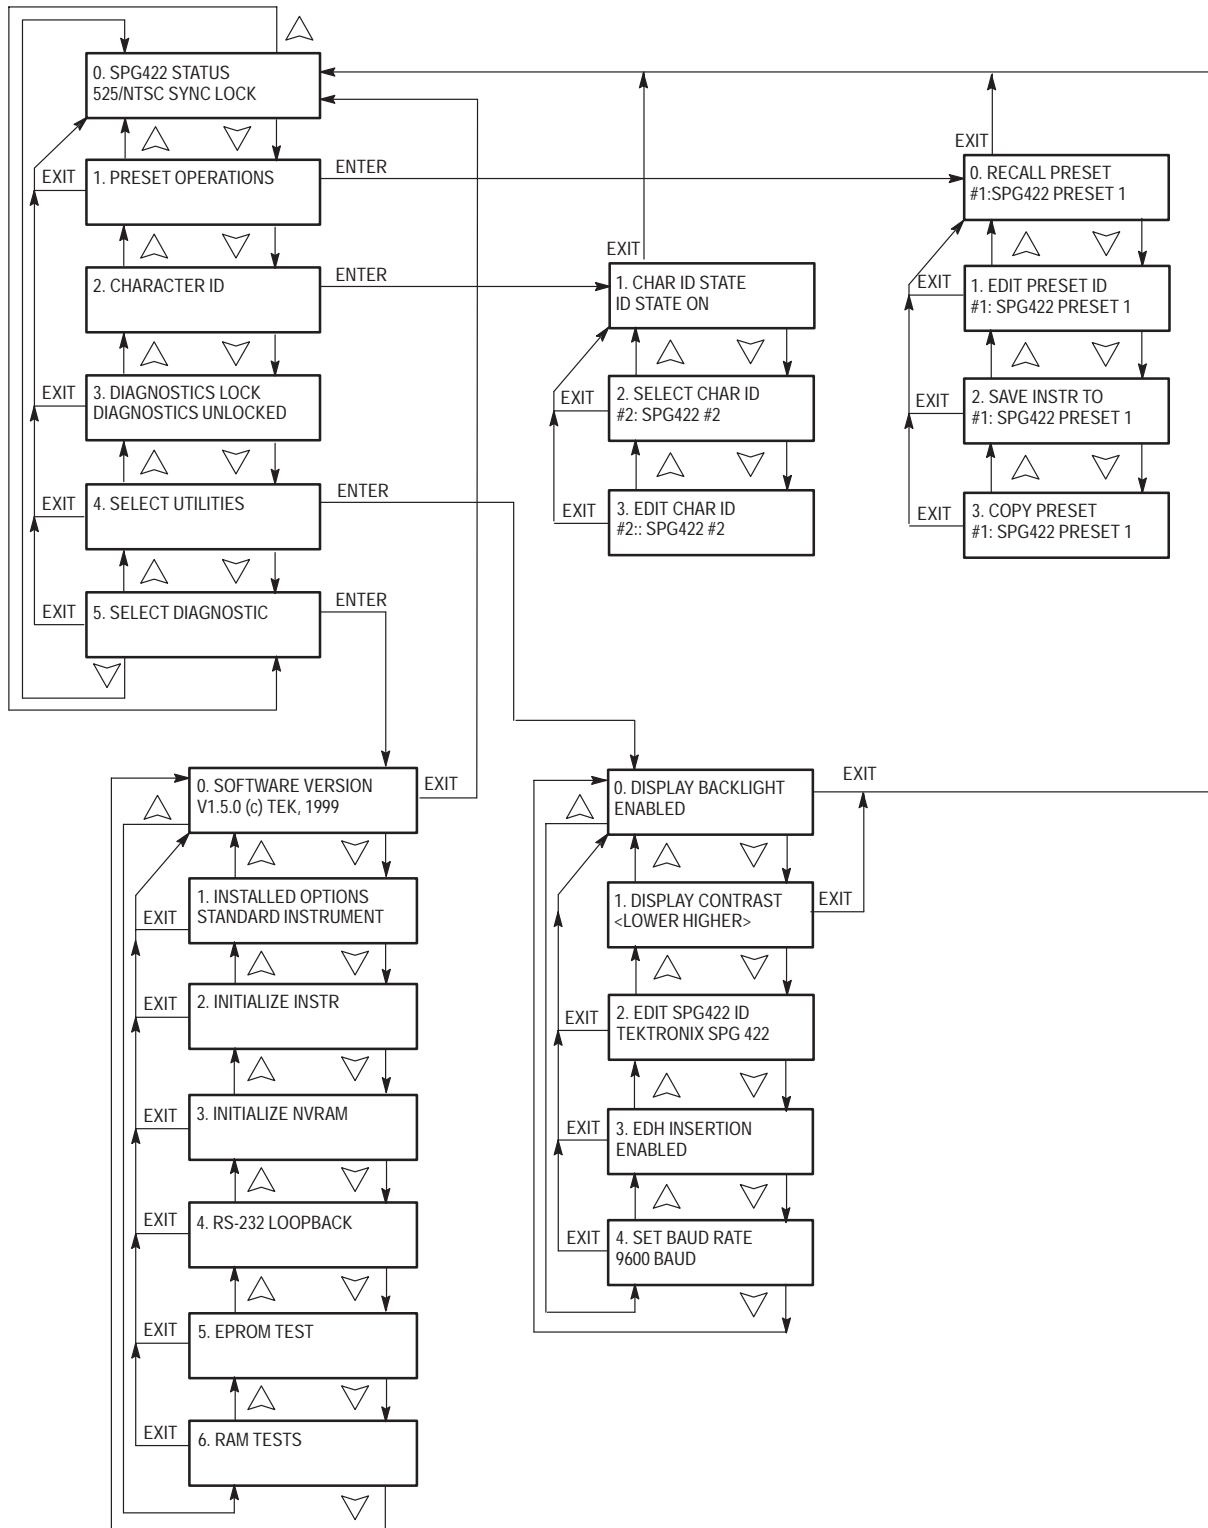 0. SPG422 STATUS
525/NTSC SYNC LOCK
EXIT
1. PRESET OPERATIONS
ENTER
2. CHARACTER ID
ENTER
EXIT
3. DIAGNOSTICS LOCK
DIAGNOSTICS UNLOCKED
EXIT
4. SELECT UTILITIES
ENTER
EXIT
5. SELECT DIAGNOSTIC
ENTER
EXIT
1. CHAR ID STATE
ID STATE ON
EXIT
2. SELECT CHAR ID
#2: SPG422 #2
EXIT
3. EDIT CHAR ID
#2:: SPG422 #2
EXIT
0. RECALL PRESET
#1:SPG422 PRESET 1
EXIT
1. EDIT PRESET ID
#1: SPG422 PRESET 1
EXIT
2. SAVE INSTR TO
#1: SPG422 PRESET 1
EXIT
3. COPY PRESET
#1: SPG422 PRESET 1
0. SOFTWARE VERSION
V1.5.0 (c) TEK, 1999
EXIT
EXIT
1. INSTALLED OPTIONS
STANDARD INSTRUMENT
EXIT
2. INITIALIZE INSTR
EXIT
3. INITIALIZE NVRAM
EXIT
4. RS-232 LOOPBACK
EXIT
5. EPROM TEST
EXIT
6. RAM TESTS
0. DISPLAY BACKLIGHT
ENABLED
EXIT
1. DISPLAY CONTRAST
<LOWER HIGHER>
EXIT
EXIT
2. EDIT SPG422 ID
TEKTRONIX SPG 422
EXIT
3. EDH INSERTION
ENABLED
EXIT
4. SET BAUD RATE
9600 BAUD